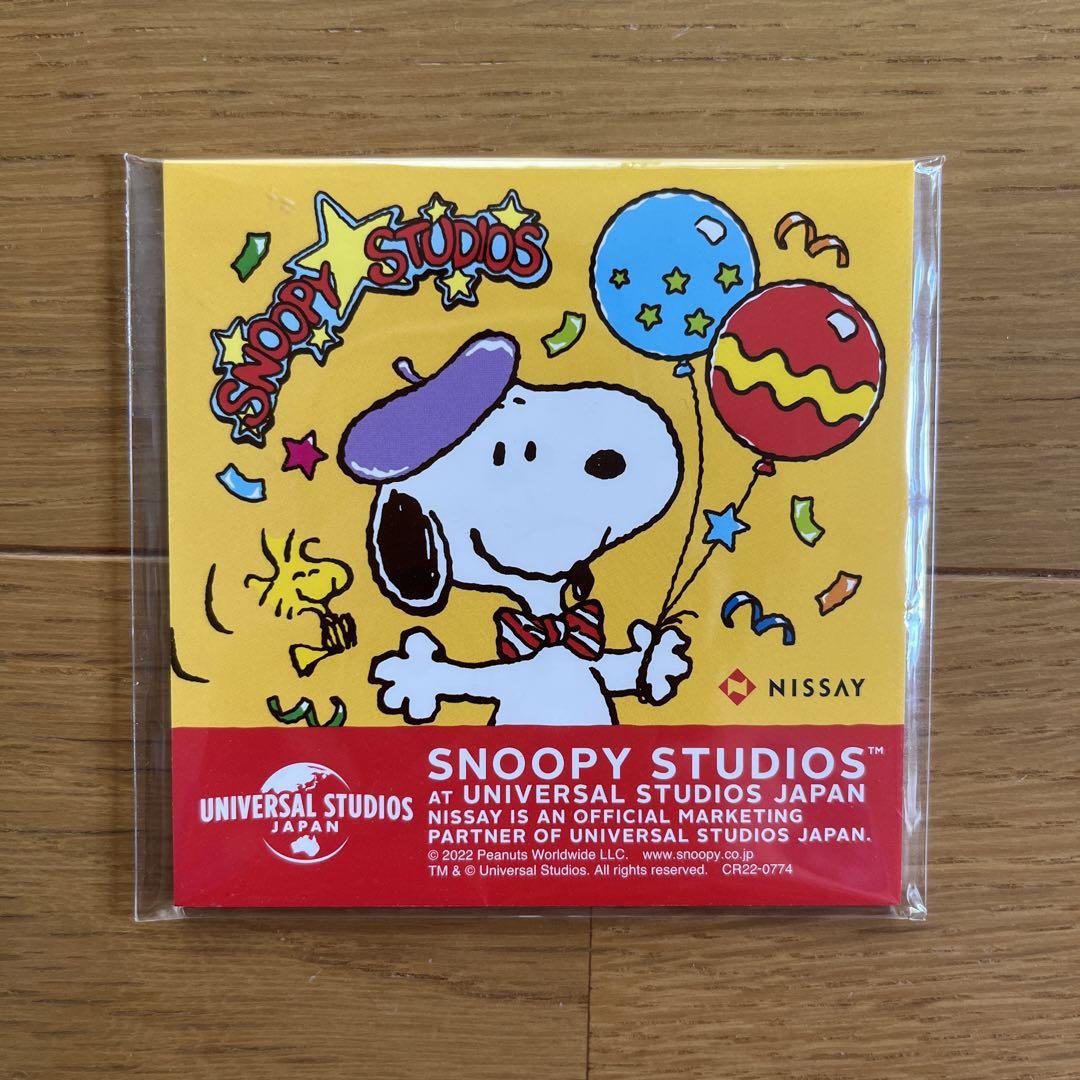 SNOOPY STUDIOS
NISSAY
UNIVERSAL STUDIOS
JAPAN
SNOOPY STUDIOS™
AT UNIVERSAL STUDIOS JAPAN
NISSAY IS AN OFFICIAL MARKETING
PARTNER OF UNIVERSAL STUDIOS JAPAN.
© 2022 Peanuts Worldwide LLC. www.snoopy.co.jp
TM & © Universal Studios. All rights reserved. CR22-0774